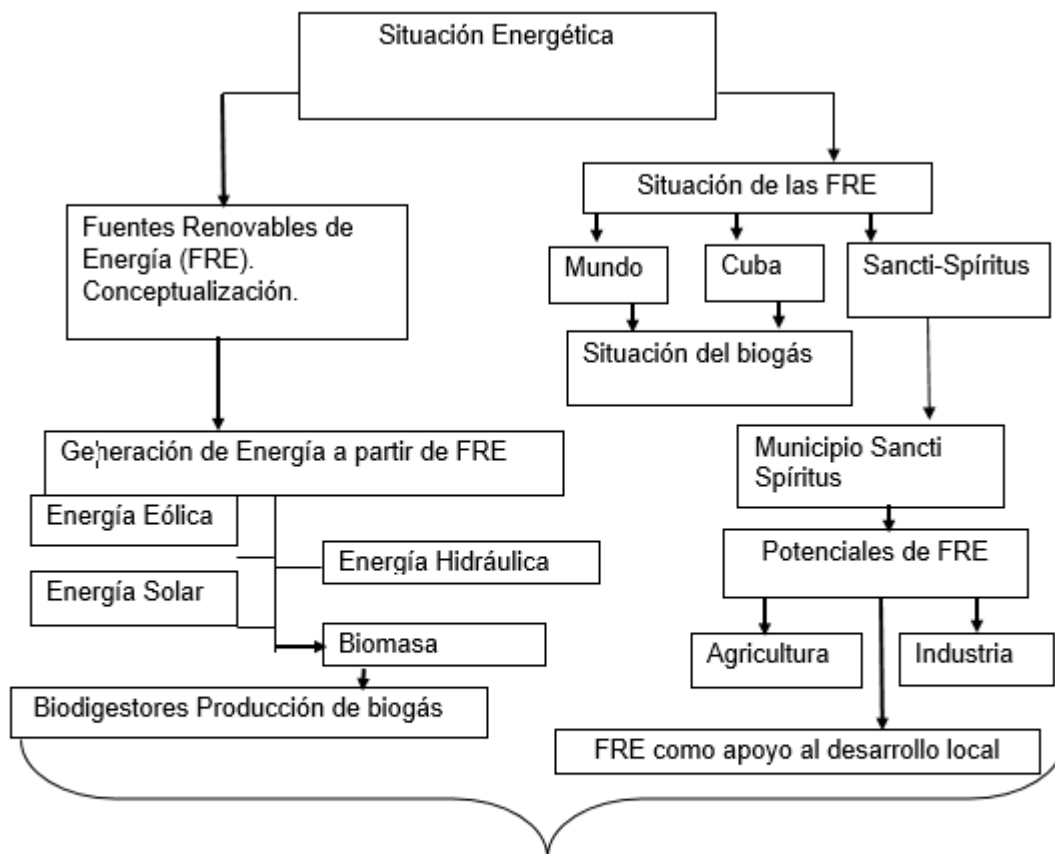 Situación Energética
Situación de las FRE
Fuentes Renovables de
Energía (FRE).
Conceptualización.
Mundo
Cuba
Sancti-Spíritus
Situación del biogás
Generación de Energía a partir de FRE
Municipio Sancti
Spíritus
Energía Eólica
Energía Hidráulica
Potenciales de FRE
Energía Solar
Biomasa
Agricultura
Industria
Biodigestores Producción de biogás
FRE como apoyo al desarrollo local